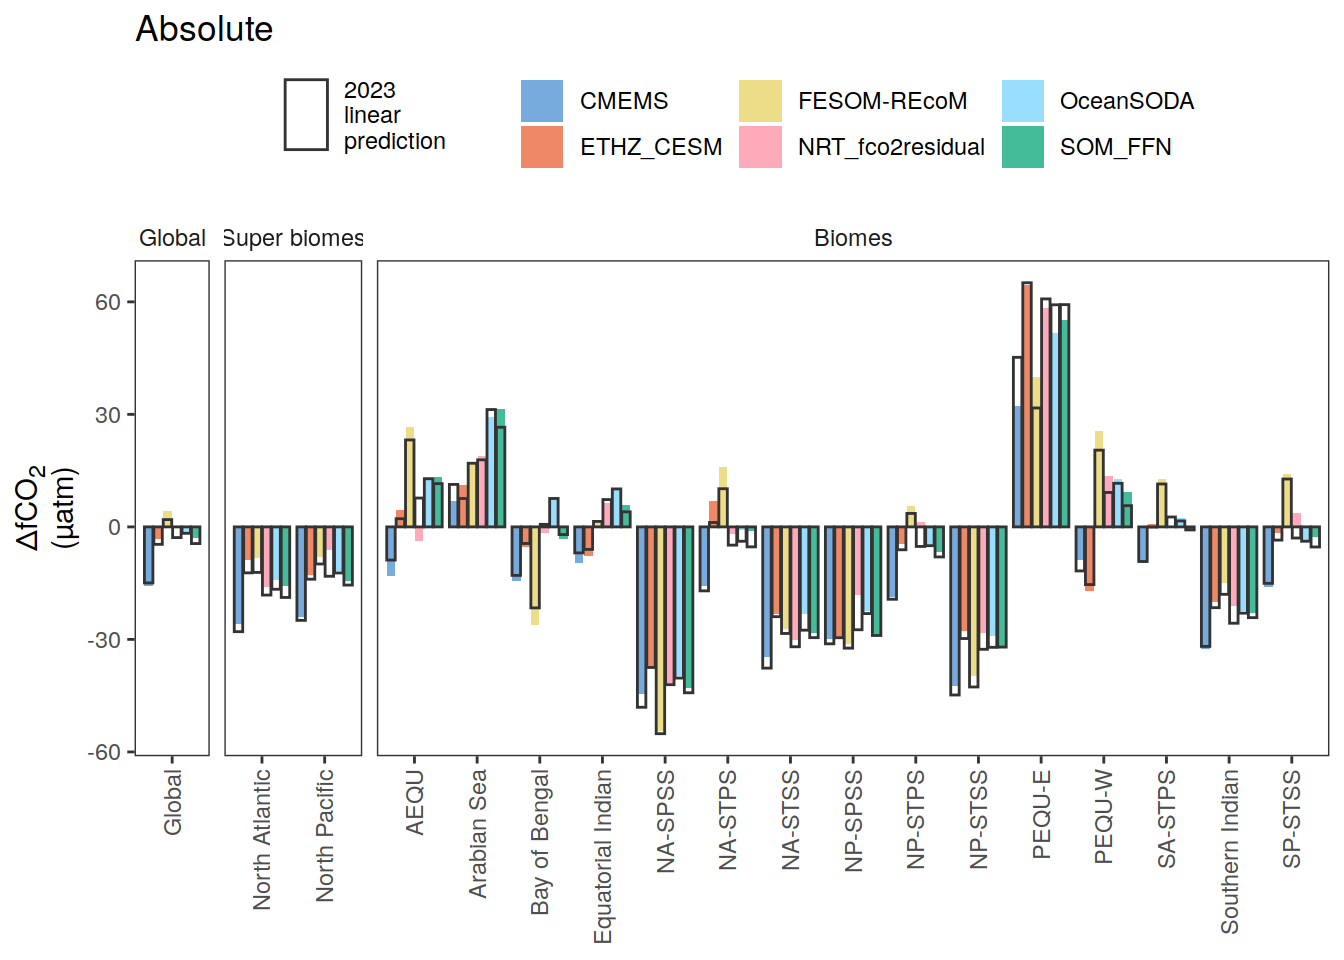 Absolute
2023
linear
prediction
CMEMS
FESOM-REcoM
OceanSODA
ETHZ_CESM
NRT_fco2residual
SOM_FFN
Global
Super biomes
Biomes
ΔfCO₂
(µatm)
60
30
0
-30
-60
Global
North Atlantic
North Pacific
AEQU
Arabian Sea
Bay of Bengal
Equatorial Indian
NA-SPSS
NA-STPS
NA-STSS
NP-SPSS
NP-STPS
NP-STSS
PEQU-E
PEQU-W
SA-STPS
Southern Indian
SP-STSS